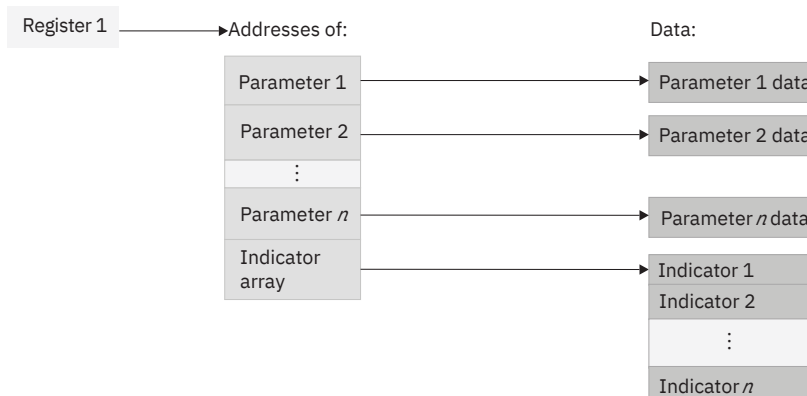 Register 1
Addresses of:
Data:
Parameter 1
Parameter 1 data
Parameter 2
Parameter 2 data
⋮
Parameter n
Parameter n data
Indicator
array
Indicator 1
Indicator 2
⋮
Indicator n